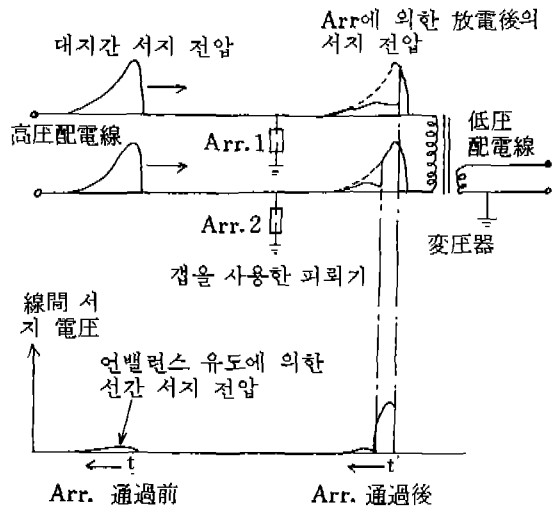 대지간 서지 전압
Arr에 의한 放電後의
서지 전압
高圧配電線
Arr.1
低圧
配電線
Arr.2
変圧器
갭을 사용한 피뢰기
線間 서
지 電圧
언밸런스 유도에 의한
선간 서지 전압
t
t
Arr. 通過前
Arr. 通過後